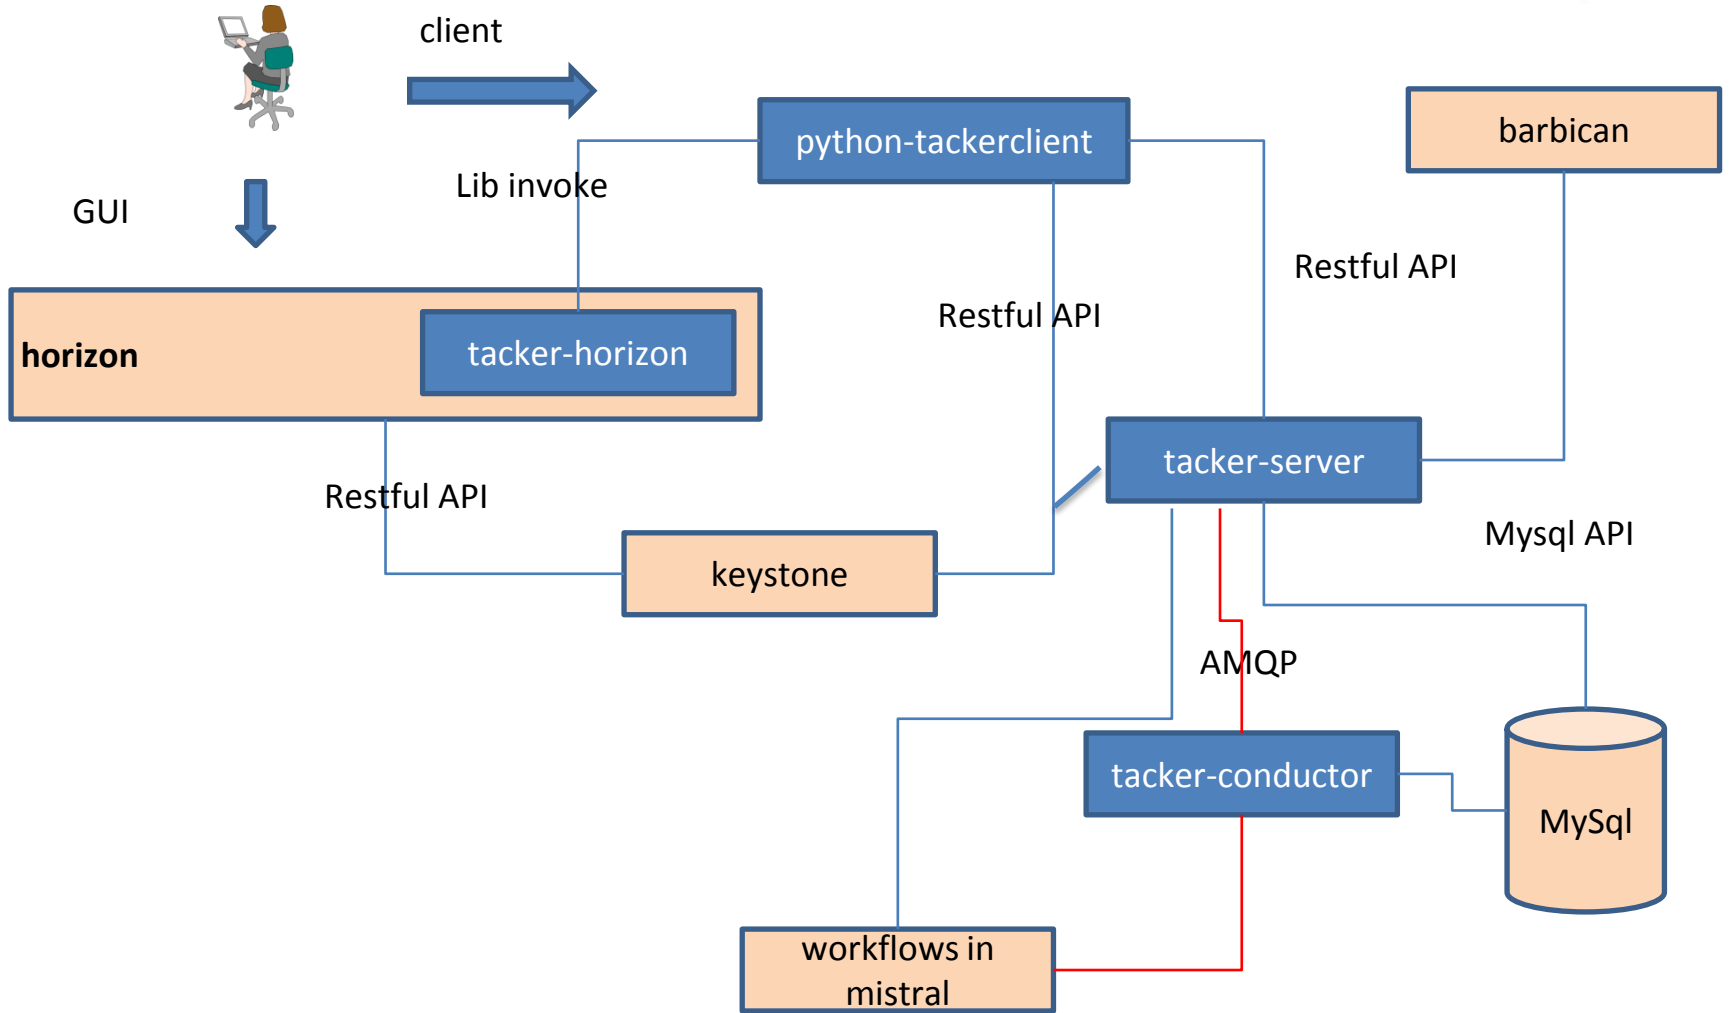 client
python-tackerclient
barbican
Lib invoke
GUI
Restful API
Restful API
horizon
tacker-horizon
tacker-server
Restful API
Mysql API
keystone
AMQP
tacker-conductor
MySql
workflows in
mistral